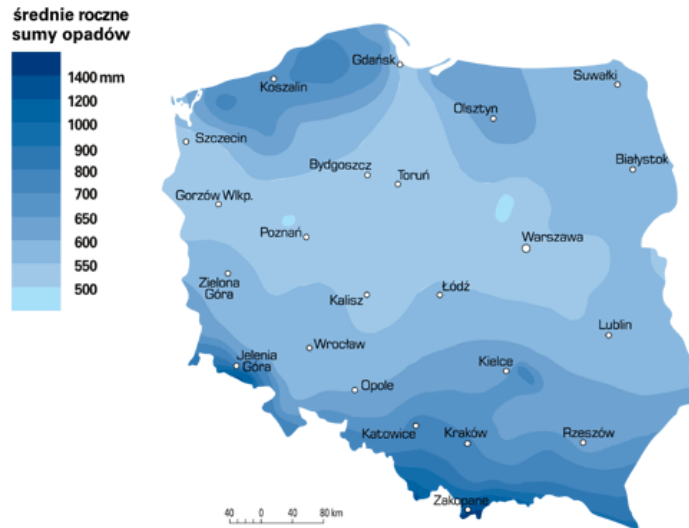 średnie roczne
sumy opadów
1400 mm
1200
1000
900
800
700
650
600
550
500
Gdańsk
Koszalin
Suwałki
Olsztyn
Szczecin
Białystok
Bydgoszcz
Toruń
Gorzów Wlkp.
Poznań
Warszawa
Zielona
Góra
Kalisz
Łódź
Lublin
Wrocław
Jelenia
Góra
Kielce
Opole
Katowice
Kraków
Rzeszów
Zakopane
40 0 40 80 km